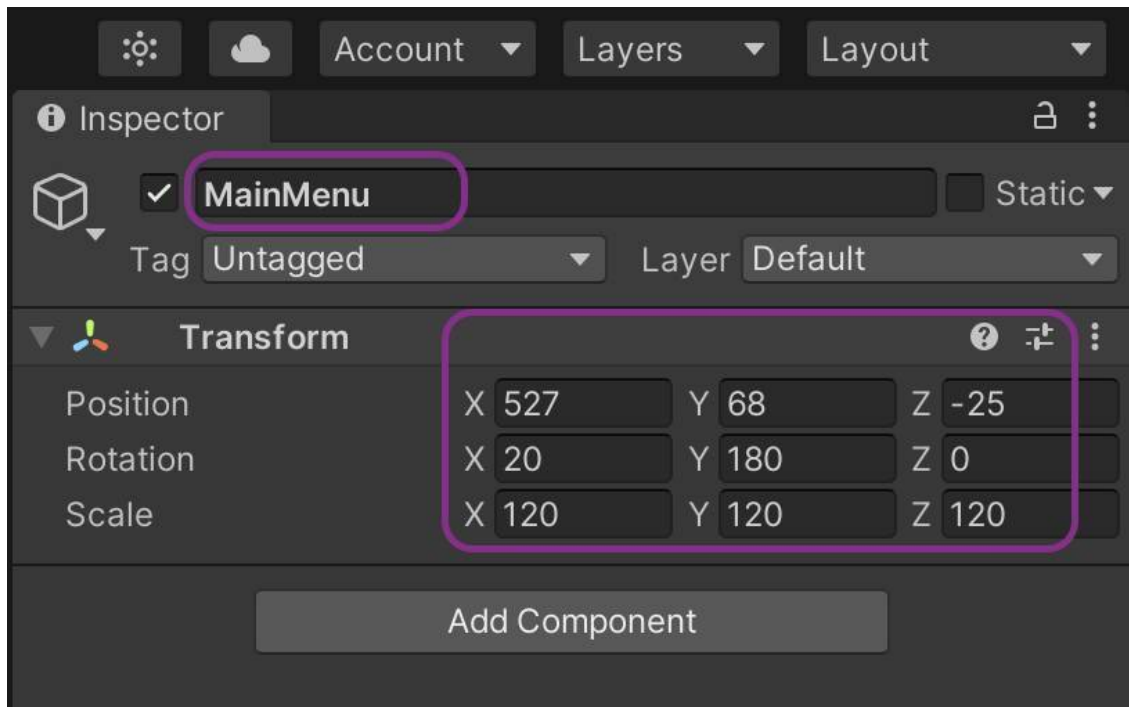 Account Layers Layout
Inspector
MainMenu Static
Tag Untagged Layer Default
Transform
Position X 527 Y 68 Z -25
Rotation X 20 Y 180 Z 0
Scale X 120 Y 120 Z 120
Add Component